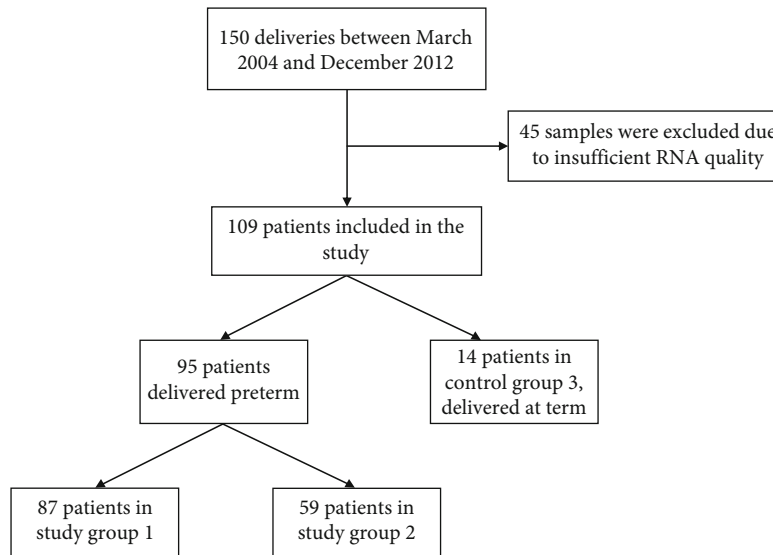 150 deliveries between March
2004 and December 2012
45 samples were excluded due
to insufficient RNA quality
109 patients included in the
study
95 patients
delivered preterm
14 patients in
control group 3,
delivered at term
87 patients in
study group 1
59 patients in
study group 2